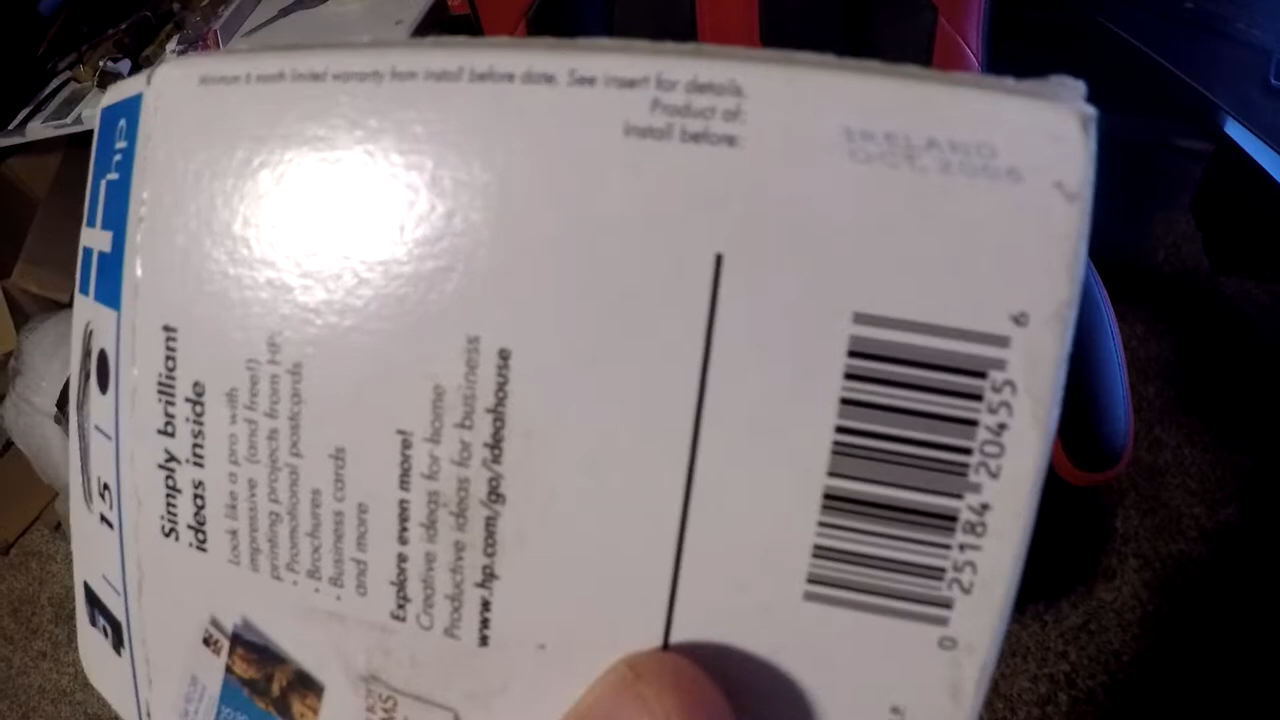 Minimum 6 month limited warranty from install before date. See insert for details.
Product of:
Install before:
IRELAND
OCT, 2006
hp
15
Simply brilliant
ideas inside
Look like a pro with
impressive (and free!)
printing projects from HP:
• Promotional postcards
• Brochures
• Business cards
and more
Explore even more!
Creative ideas for home
Productive ideas for business
www.hp.com/go/ideahouse
0 25184 20455 6